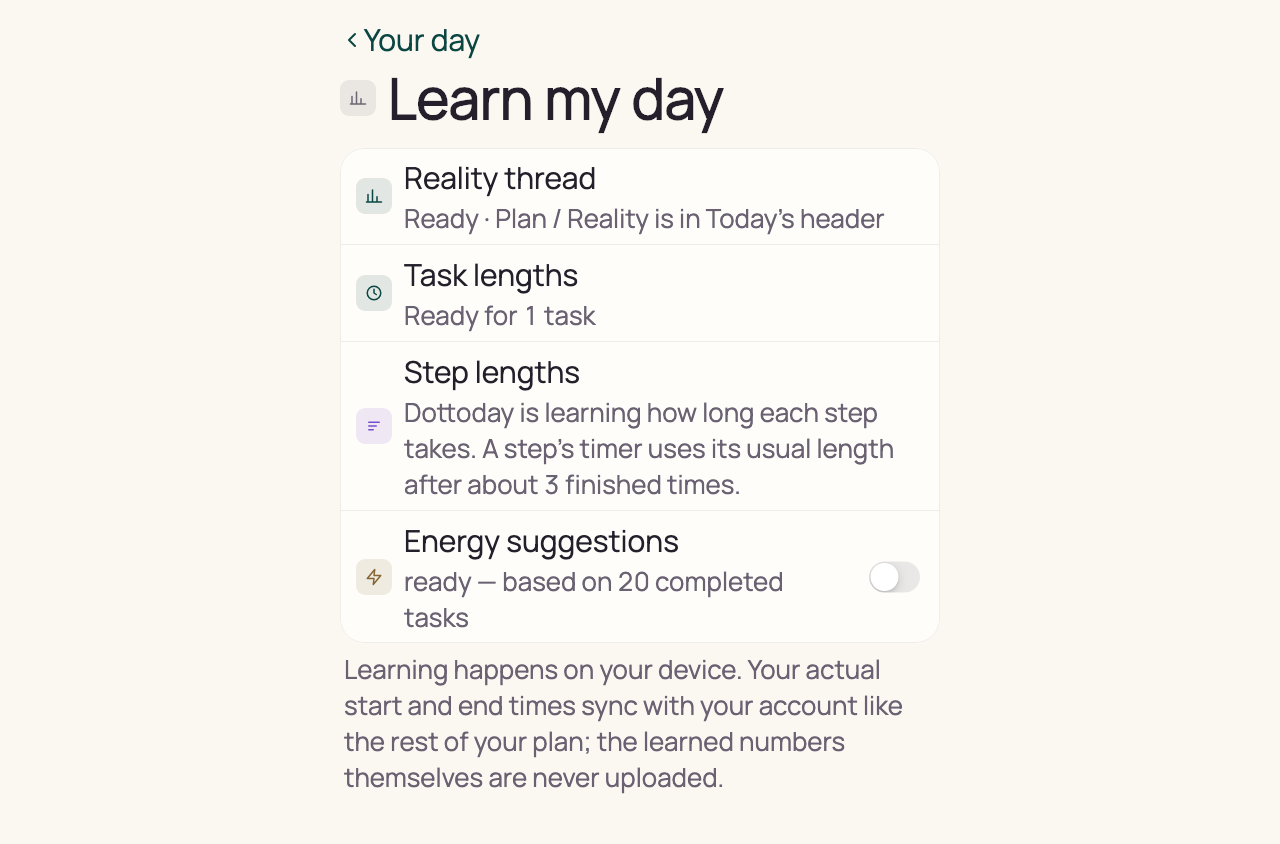 Your day
Learn my day
Reality thread
Ready · Plan / Reality is in Today’s header
Task lengths
Ready for 1 task
Step lengths
Dottoday is learning how long each step
takes. A step’s timer uses its usual length
after about 3 finished times.
Energy suggestions
ready — based on 20 completed
tasks
Learning happens on your device. Your actual
start and end times sync with your account like
the rest of your plan; the learned numbers
themselves are never uploaded.